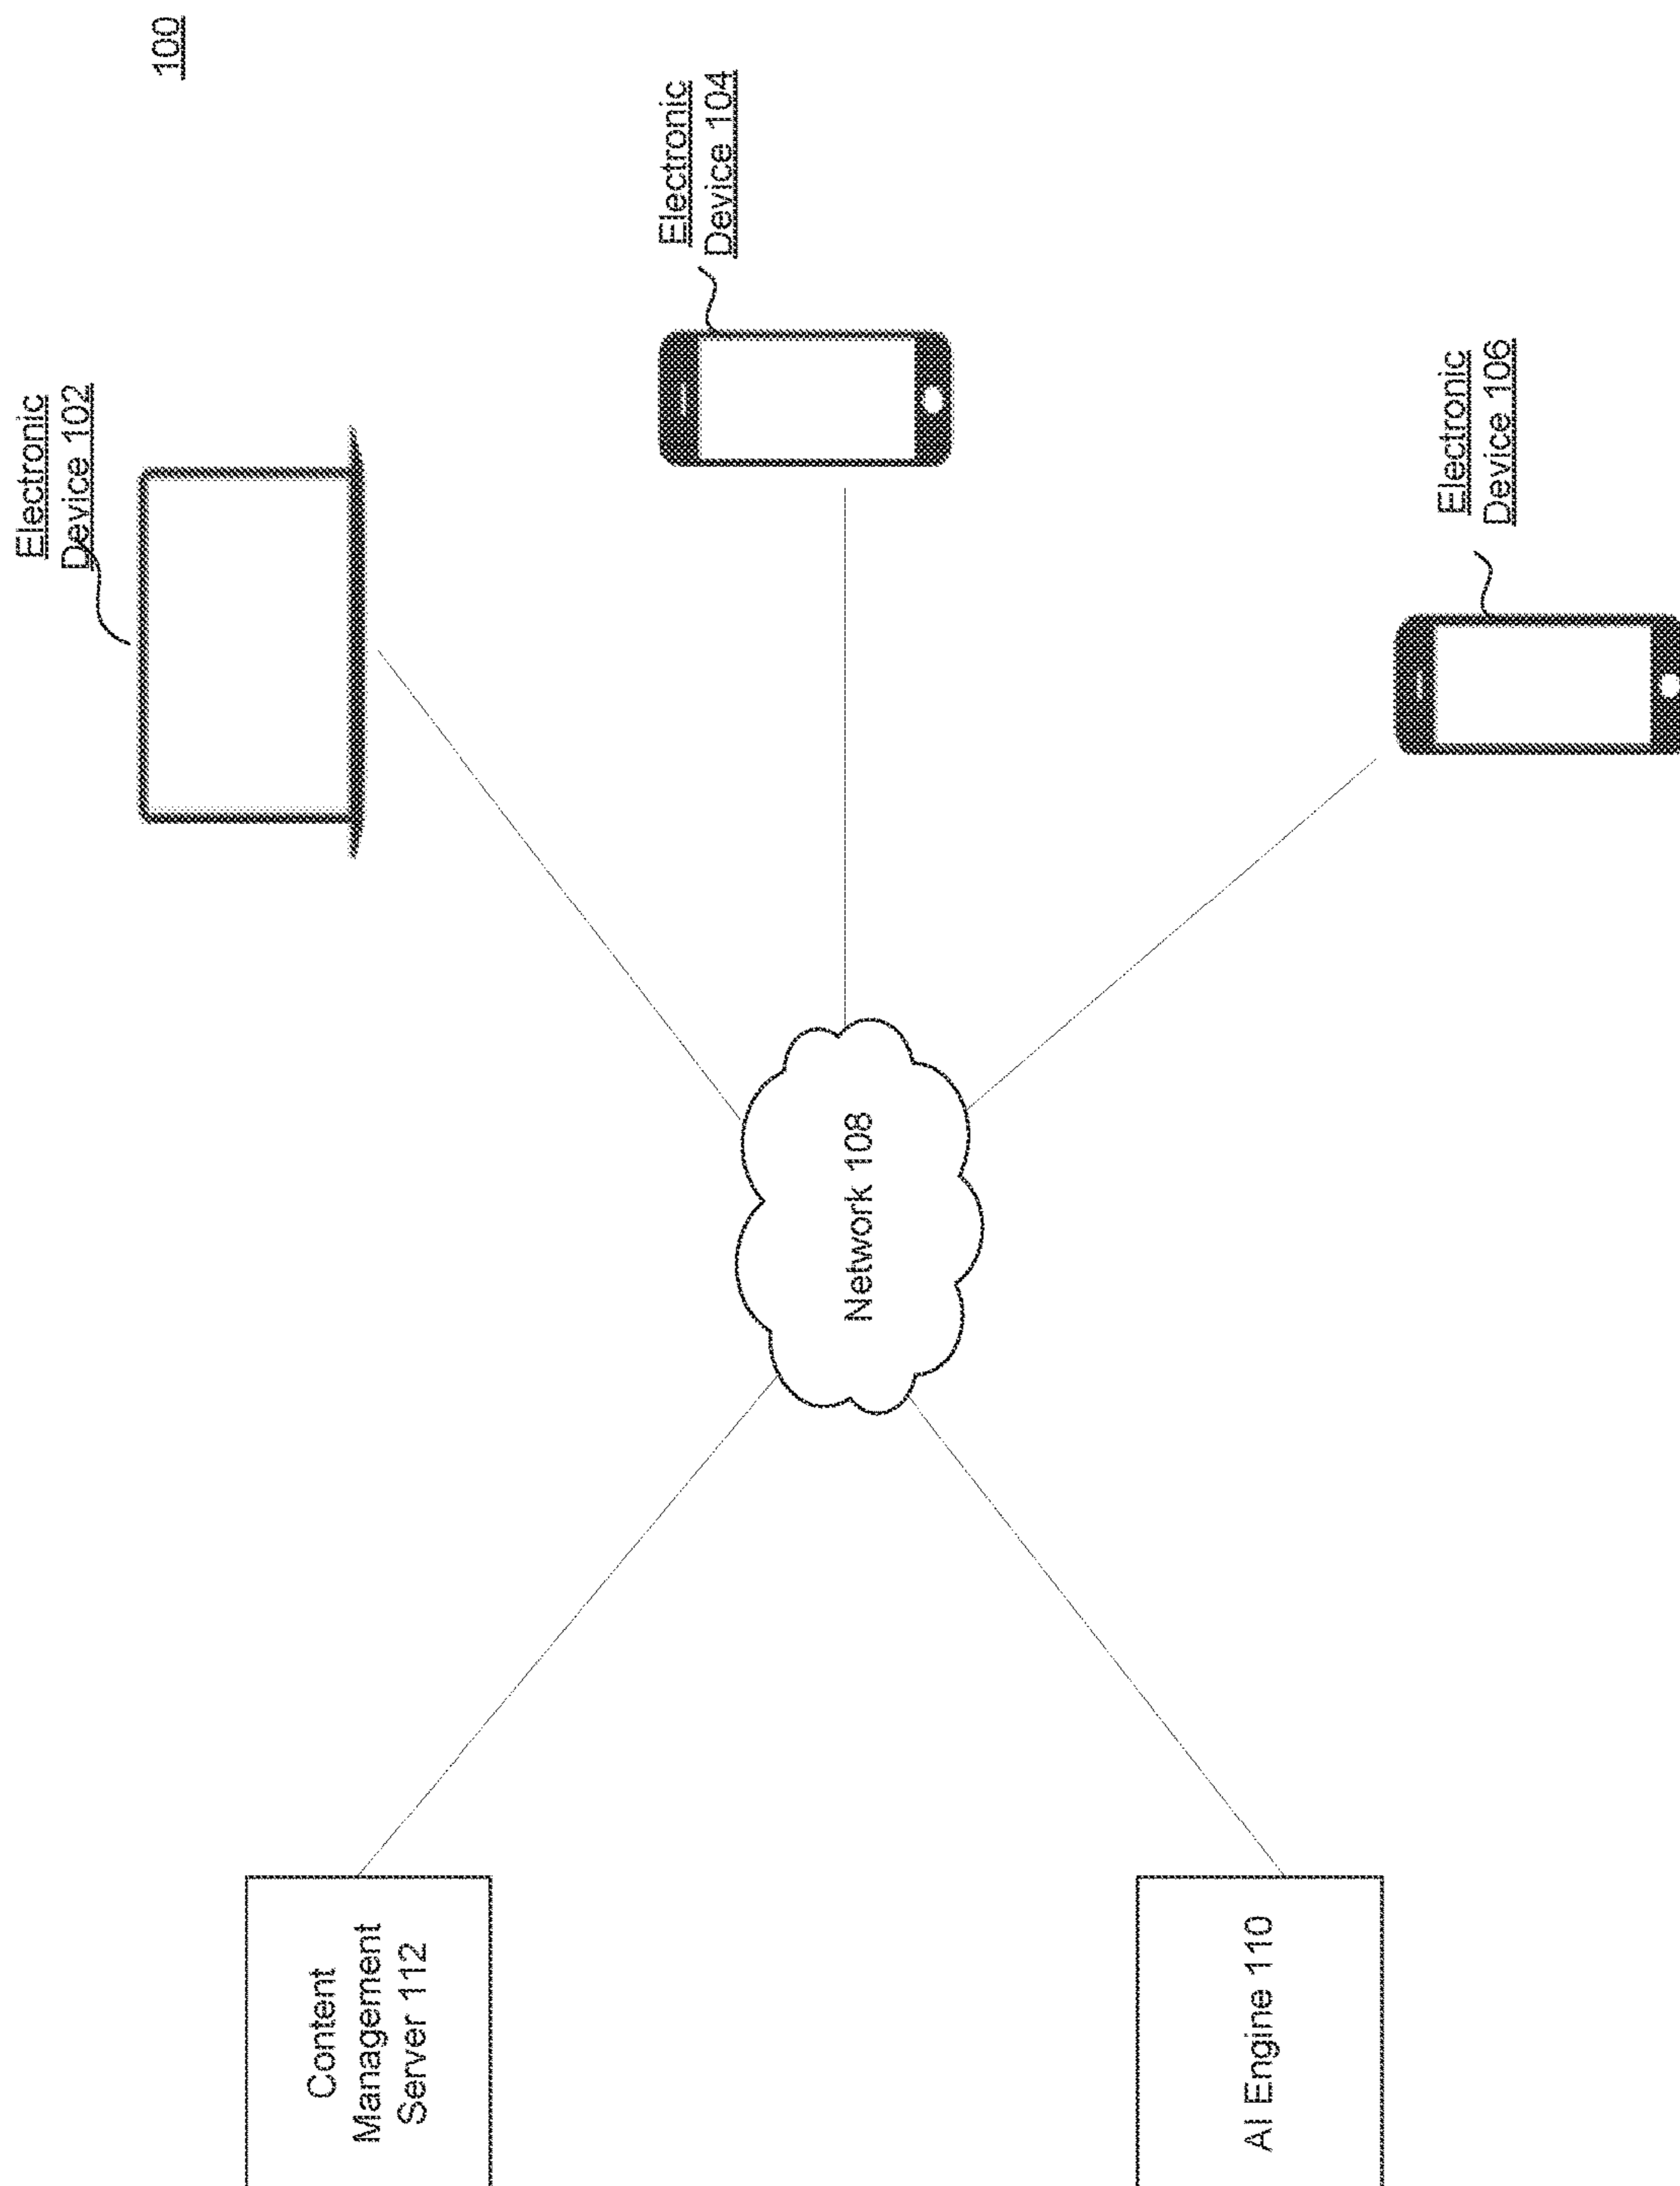 100
Electronic
Device 102
Electronic
Device 104
Electronic
Device 106
Network 108
Content
Management
Server 112
AI Engine 110